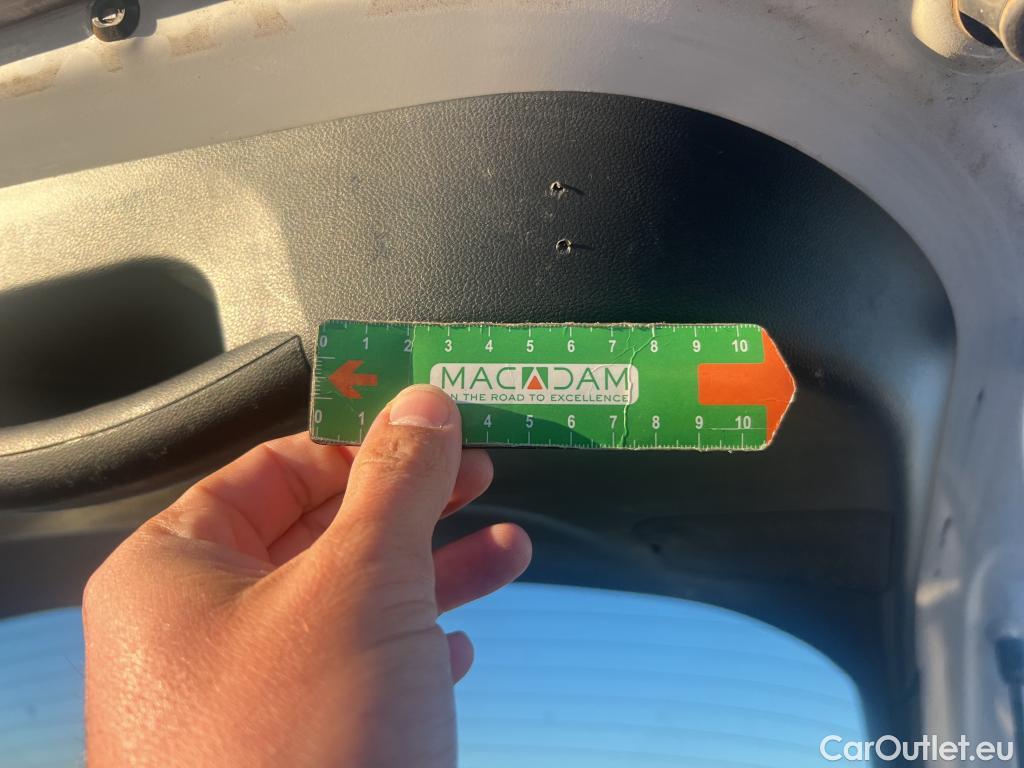 0 1 2 3 4 5 6 7 8 9 10
MACADAM
N THE ROAD TO EXCELLENCE
0 1 4 5 6 7 8 9 10
CarOutlet.eu